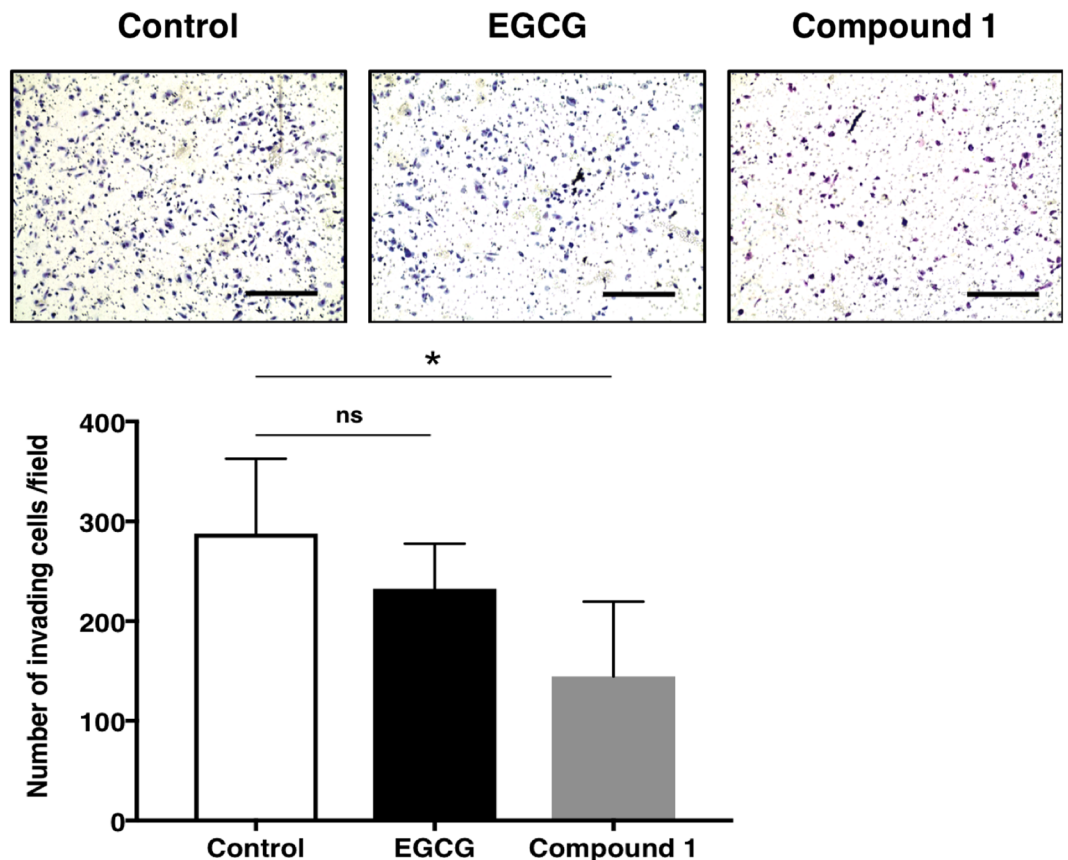 Control EGCG Compound 1
*
ns
Number of invading cells /field
400
300
200
100
0
Control EGCG Compound 1